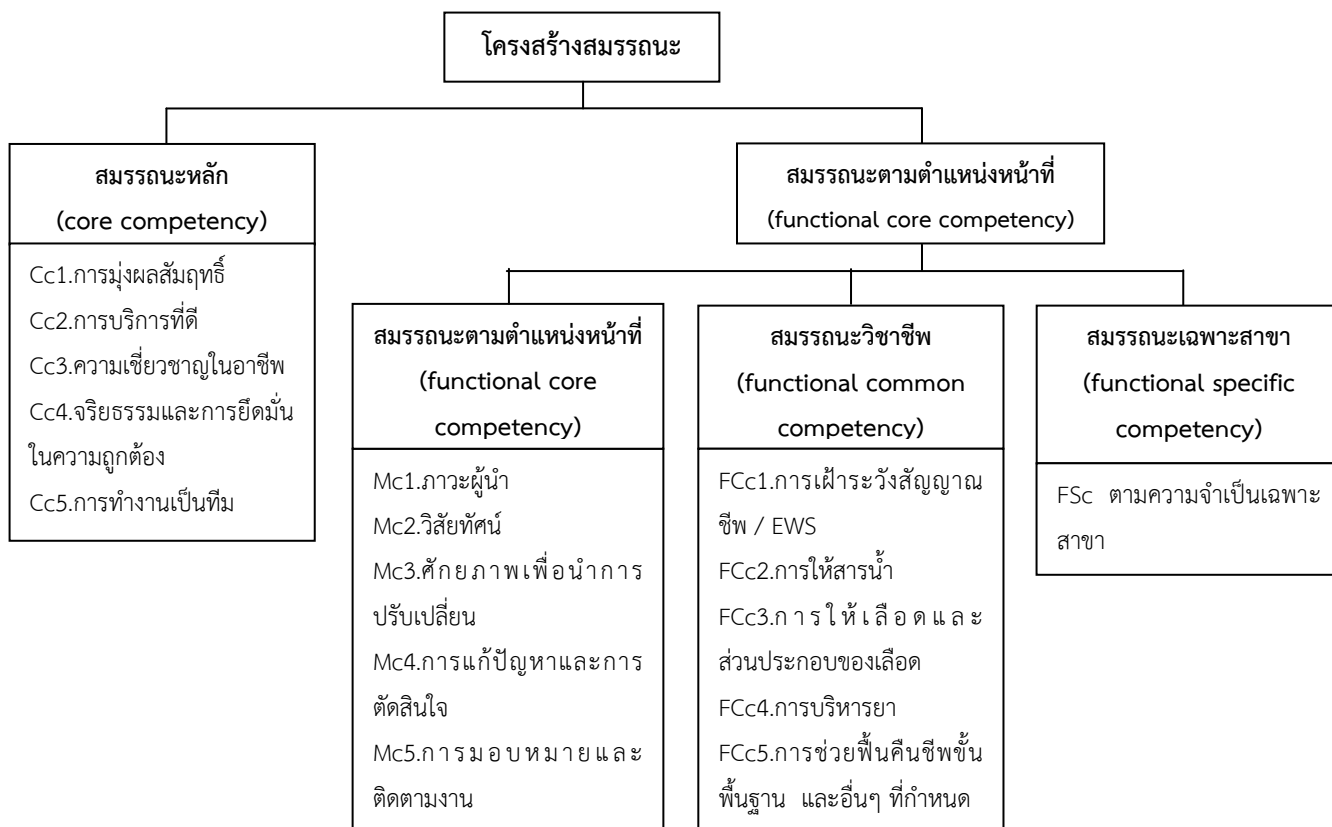 โครงสร้างสมรรถนะ
สมรรถนะหลัก
(core competency)
Cc1.การมุ่งผลสัมฤทธิ์
Cc2.การบริการที่ดี
Cc3.ความเชี่ยวชาญในอาชีพ
Cc4.จริยธรรมและการยึดมั่น
ในความถูกต้อง
Cc5.การทำงานเป็นทีม
สมรรถนะตามตำแหน่งหน้าที่
(functional core competency)
สมรรถนะตามตำแหน่งหน้าที่
(functional core
competency)
Mc1.ภาวะผู้นำ
Mc2.วิสัยทัศน์
Mc3.ศักยภาพเพื่อนำการ
ปรับเปลี่ยน
Mc4.การแก้ปัญหาและการ
ตัดสินใจ
Mc5.การมอบหมายและ
ติดตามงาน
สมรรถนะวิชาชีพ
(functional common
competency)
FCc1.การเฝ้าระวังสัญญาณ
ชีพ / EWS
FCc2.การให้สารน้ำ
FCc3.การให้เลือดและ
ส่วนประกอบของเลือด
FCc4.การบริหารยา
FCc5.การช่วยฟื้นคืนชีพขั้น
พื้นฐาน และอื่นๆ ที่กำหนด
สมรรถนะเฉพาะสาขา
(functional specific
competency)
FSc ตามความจำเป็นเฉพาะ
สาขา